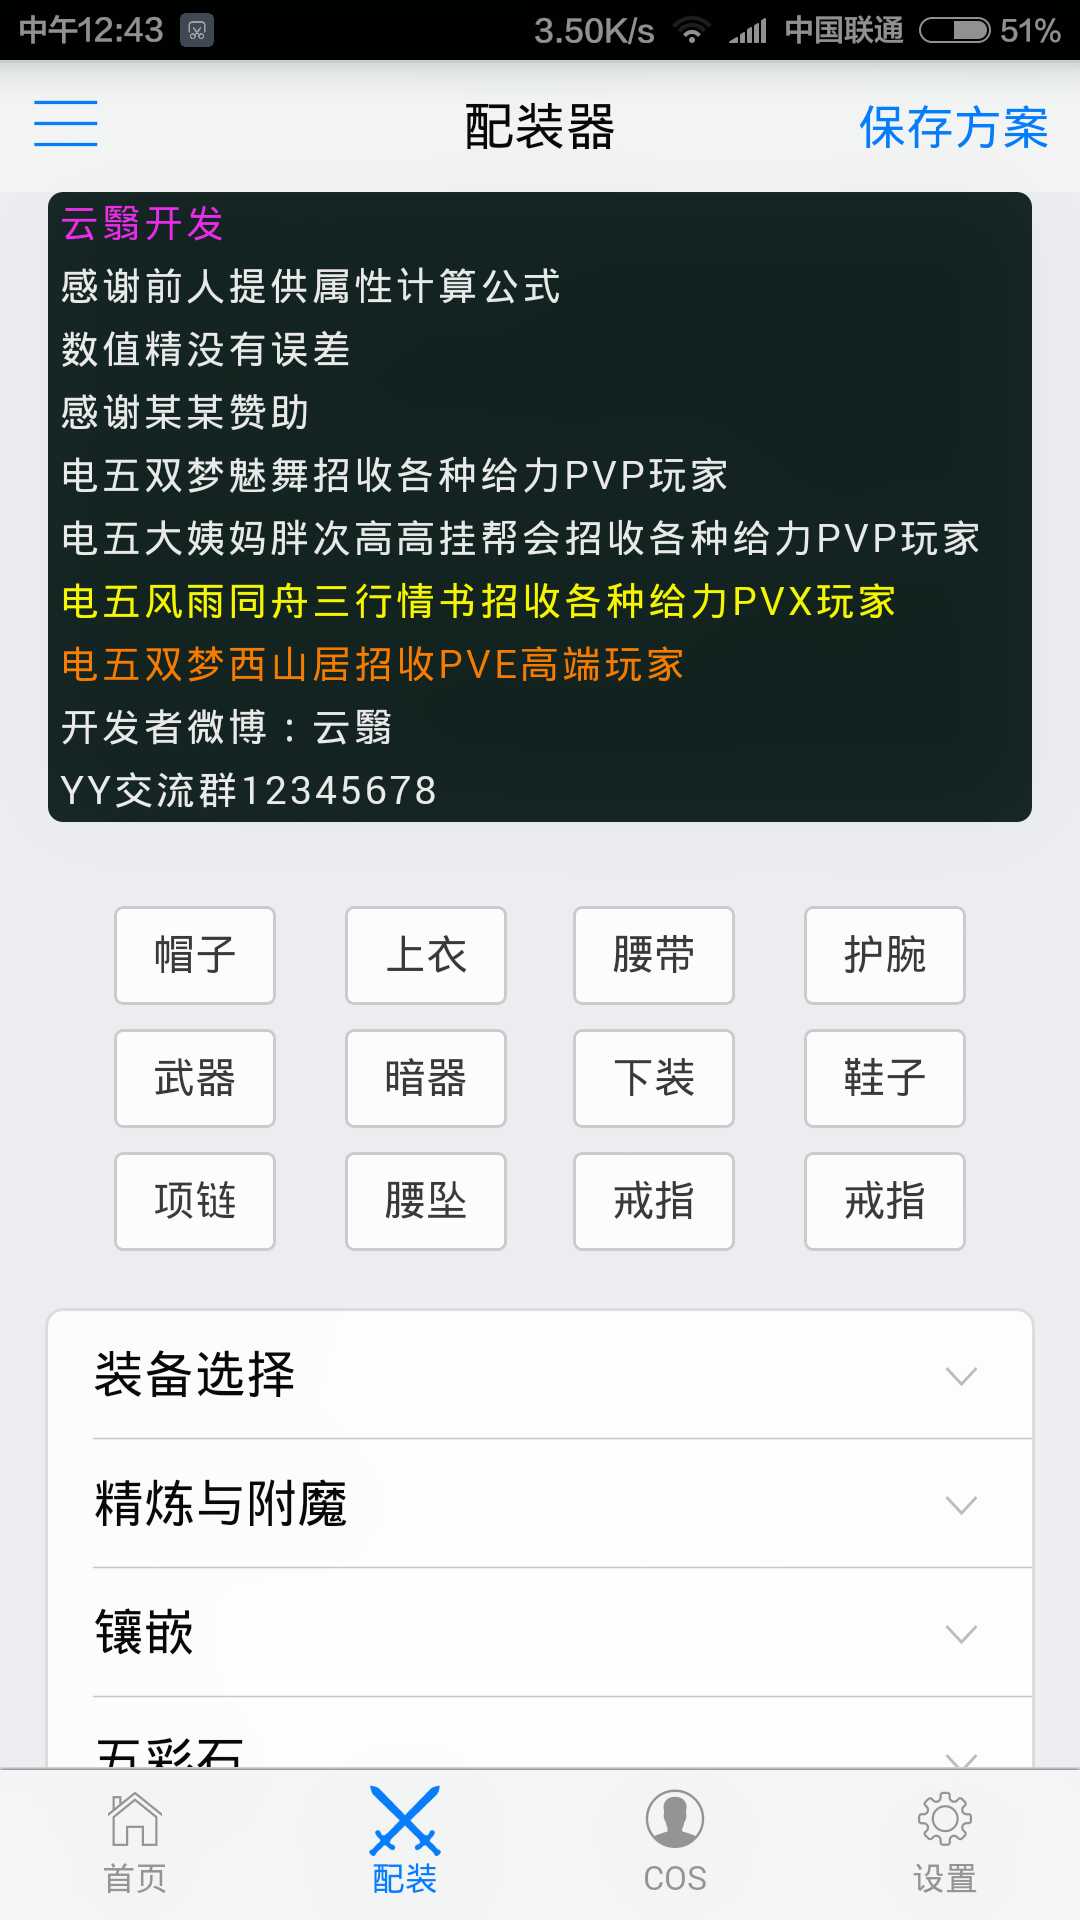 中午12:43 3.50K/s 中国联通 51%
配装器 保存方案
云翳开发
感谢前人提供属性计算公式
数值精没有误差
感谢某某赞助
电五双梦魅舞招收各种给力PVP玩家
电五大姨妈胖次高高挂帮会招收各种给力PVP玩家
电五风雨同舟三行情书招收各种给力PVX玩家
电五双梦西山居招收PVE高端玩家
开发者微博：云翳
YY交流群12345678
帽子 上衣 腰带 护腕
武器 暗器 下装 鞋子
项链 腰坠 戒指 戒指
装备选择
精炼与附魔
镶嵌
五彩石
首页 配装 COS 设置